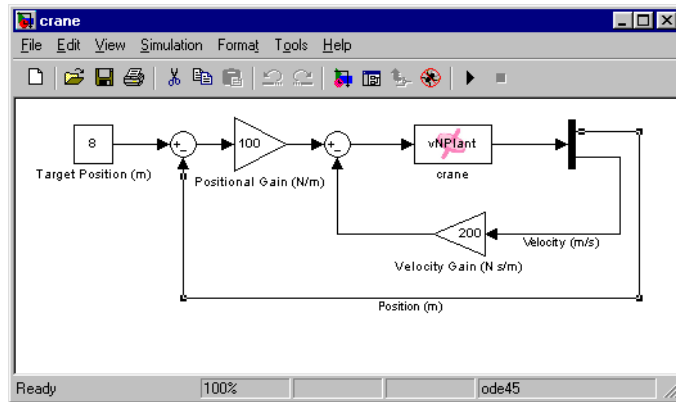 crane
File Edit View Simulation Format Tools Help
8
100
vNPlant
Target Position (m)
Positional Gain (N/m)
crane
200
Velocity (m/s)
Velocity Gain (N s/m)
Position (m)
Ready 100% ode45